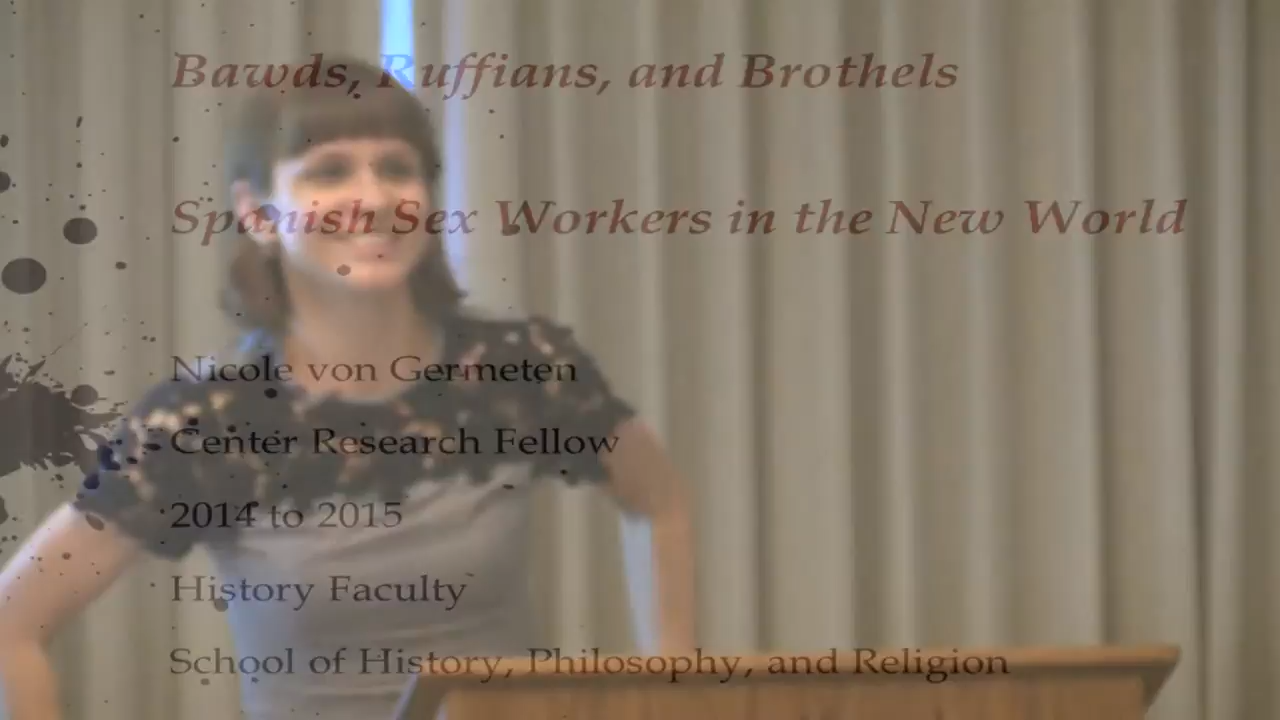 Bawds, Ruffians, and Brothels
Spanish Sex Workers in the New World
Nicole von Germeten
Center Research Fellow
2014 to 2015
History Faculty
School of History, Philosophy, and Religion